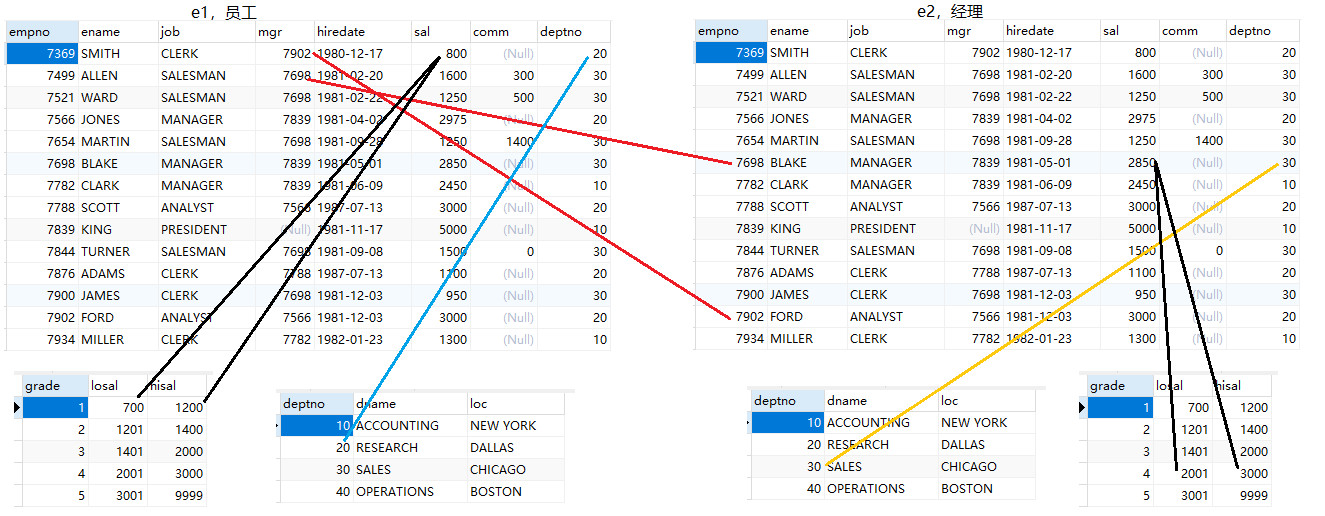 e1，员工
empno ename job mgr hiredate sal comm deptno
7369 SMITH CLERK 7902 1980-12-17 800 (Null) 20
7499 ALLEN SALESMAN 7698 1981-02-20 1600 300 30
7521 WARD SALESMAN 7698 1981-02-22 1250 500 30
7566 JONES MANAGER 7839 1981-04-02 2975 (Null) 20
7654 MARTIN SALESMAN 7698 1981-09-28 1250 1400 30
7698 BLAKE MANAGER 7839 1981-05-01 2850 (Null) 30
7782 CLARK MANAGER 7839 1981-06-09 2450 (Null) 10
7788 SCOTT ANALYST 7566 1987-07-13 3000 (Null) 20
7839 KING PRESIDENT (Null) 1981-11-17 5000 (Null) 10
7844 TURNER SALESMAN 7698 1981-09-08 1500 0 30
7876 ADAMS CLERK 7788 1987-07-13 1100 (Null) 20
7900 JAMES CLERK 7698 1981-12-03 950 (Null) 30
7902 FORD ANALYST 7566 1981-12-03 3000 (Null) 20
7934 MILLER CLERK 7782 1982-01-23 1300 (Null) 10
e2，经理
empno ename job mgr hiredate sal comm deptno
7369 SMITH CLERK 7902 1980-12-17 800 (Null) 20
7499 ALLEN SALESMAN 7698 1981-02-20 1600 300 30
7521 WARD SALESMAN 7698 1981-02-22 1250 500 30
7566 JONES MANAGER 7839 1981-04-02 2975 (Null) 20
7654 MARTIN SALESMAN 7698 1981-09-28 1250 1400 30
7698 BLAKE MANAGER 7839 1981-05-01 2850 (Null) 30
7782 CLARK MANAGER 7839 1981-06-09 2450 (Null) 10
7788 SCOTT ANALYST 7566 1987-07-13 3000 (Null) 20
7839 KING PRESIDENT (Null) 1981-11-17 5000 (Null) 10
7844 TURNER SALESMAN 7698 1981-09-08 1500 0 30
7876 ADAMS CLERK 7788 1987-07-13 1100 (Null) 20
7900 JAMES CLERK 7698 1981-12-03 950 (Null) 30
7902 FORD ANALYST 7566 1981-12-03 3000 (Null) 20
7934 MILLER CLERK 7782 1982-01-23 1300 (Null) 10
grade losal hisal
1 700 1200
2 1201 1400
3 1401 2000
4 2001 3000
5 3001 9999
deptno dname loc
10 ACCOUNTING NEW YORK
20 RESEARCH DALLAS
30 SALES CHICAGO
40 OPERATIONS BOSTON
deptno dname loc
10 ACCOUNTING NEW YORK
20 RESEARCH DALLAS
30 SALES CHICAGO
40 OPERATIONS BOSTON
grade losal hisal
1 700 1200
2 1201 1400
3 1401 2000
4 2001 3000
5 3001 9999